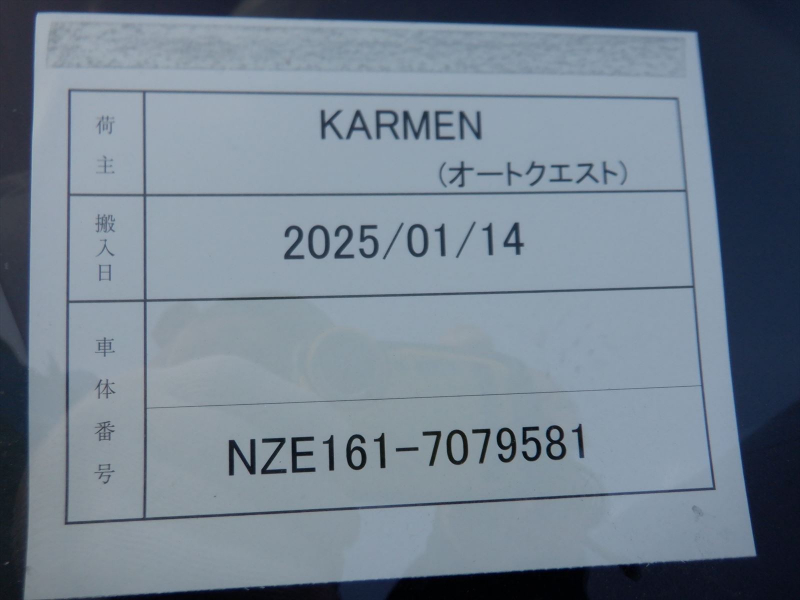 荷主
KARMEN
(オートクエスト)
搬入日
2025/01/14
車体番号
NZE161-7079581